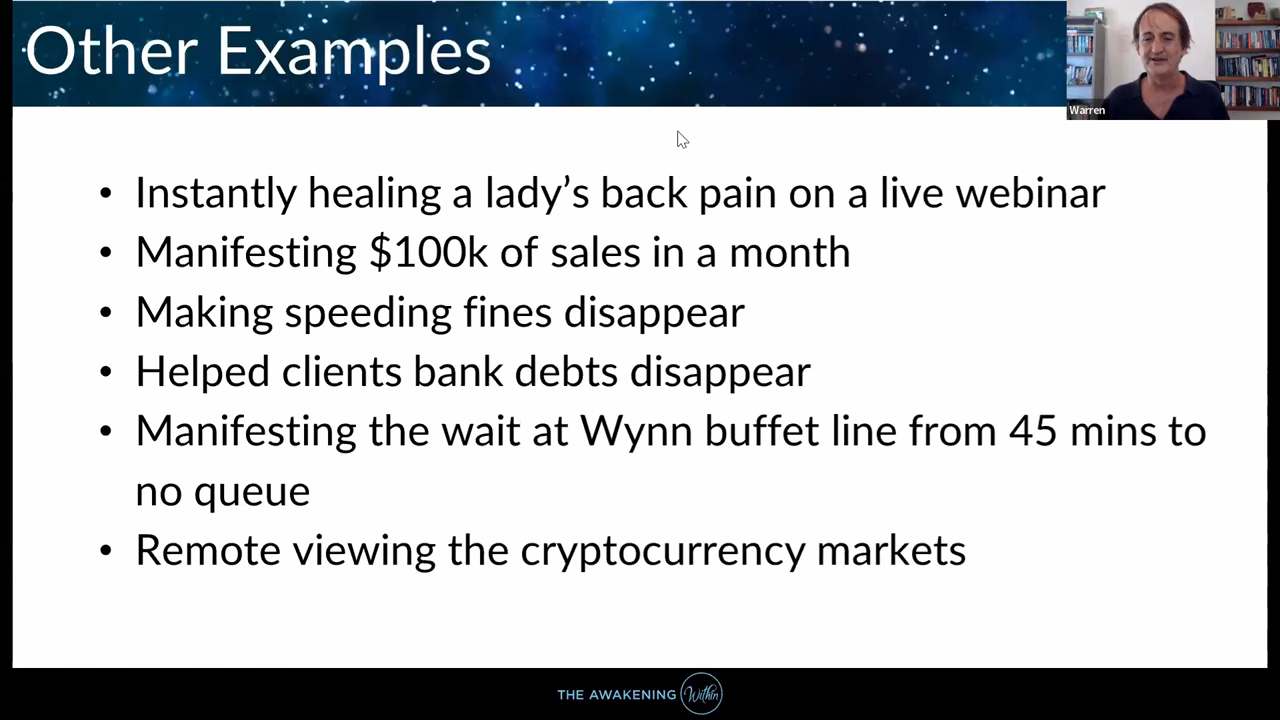 Other Examples
Warren
• Instantly healing a lady’s back pain on a live webinar
• Manifesting $100k of sales in a month
• Making speeding fines disappear
• Helped clients bank debts disappear
• Manifesting the wait at Wynn buffet line from 45 mins to
no queue
• Remote viewing the cryptocurrency markets
THE AWAKENING Within